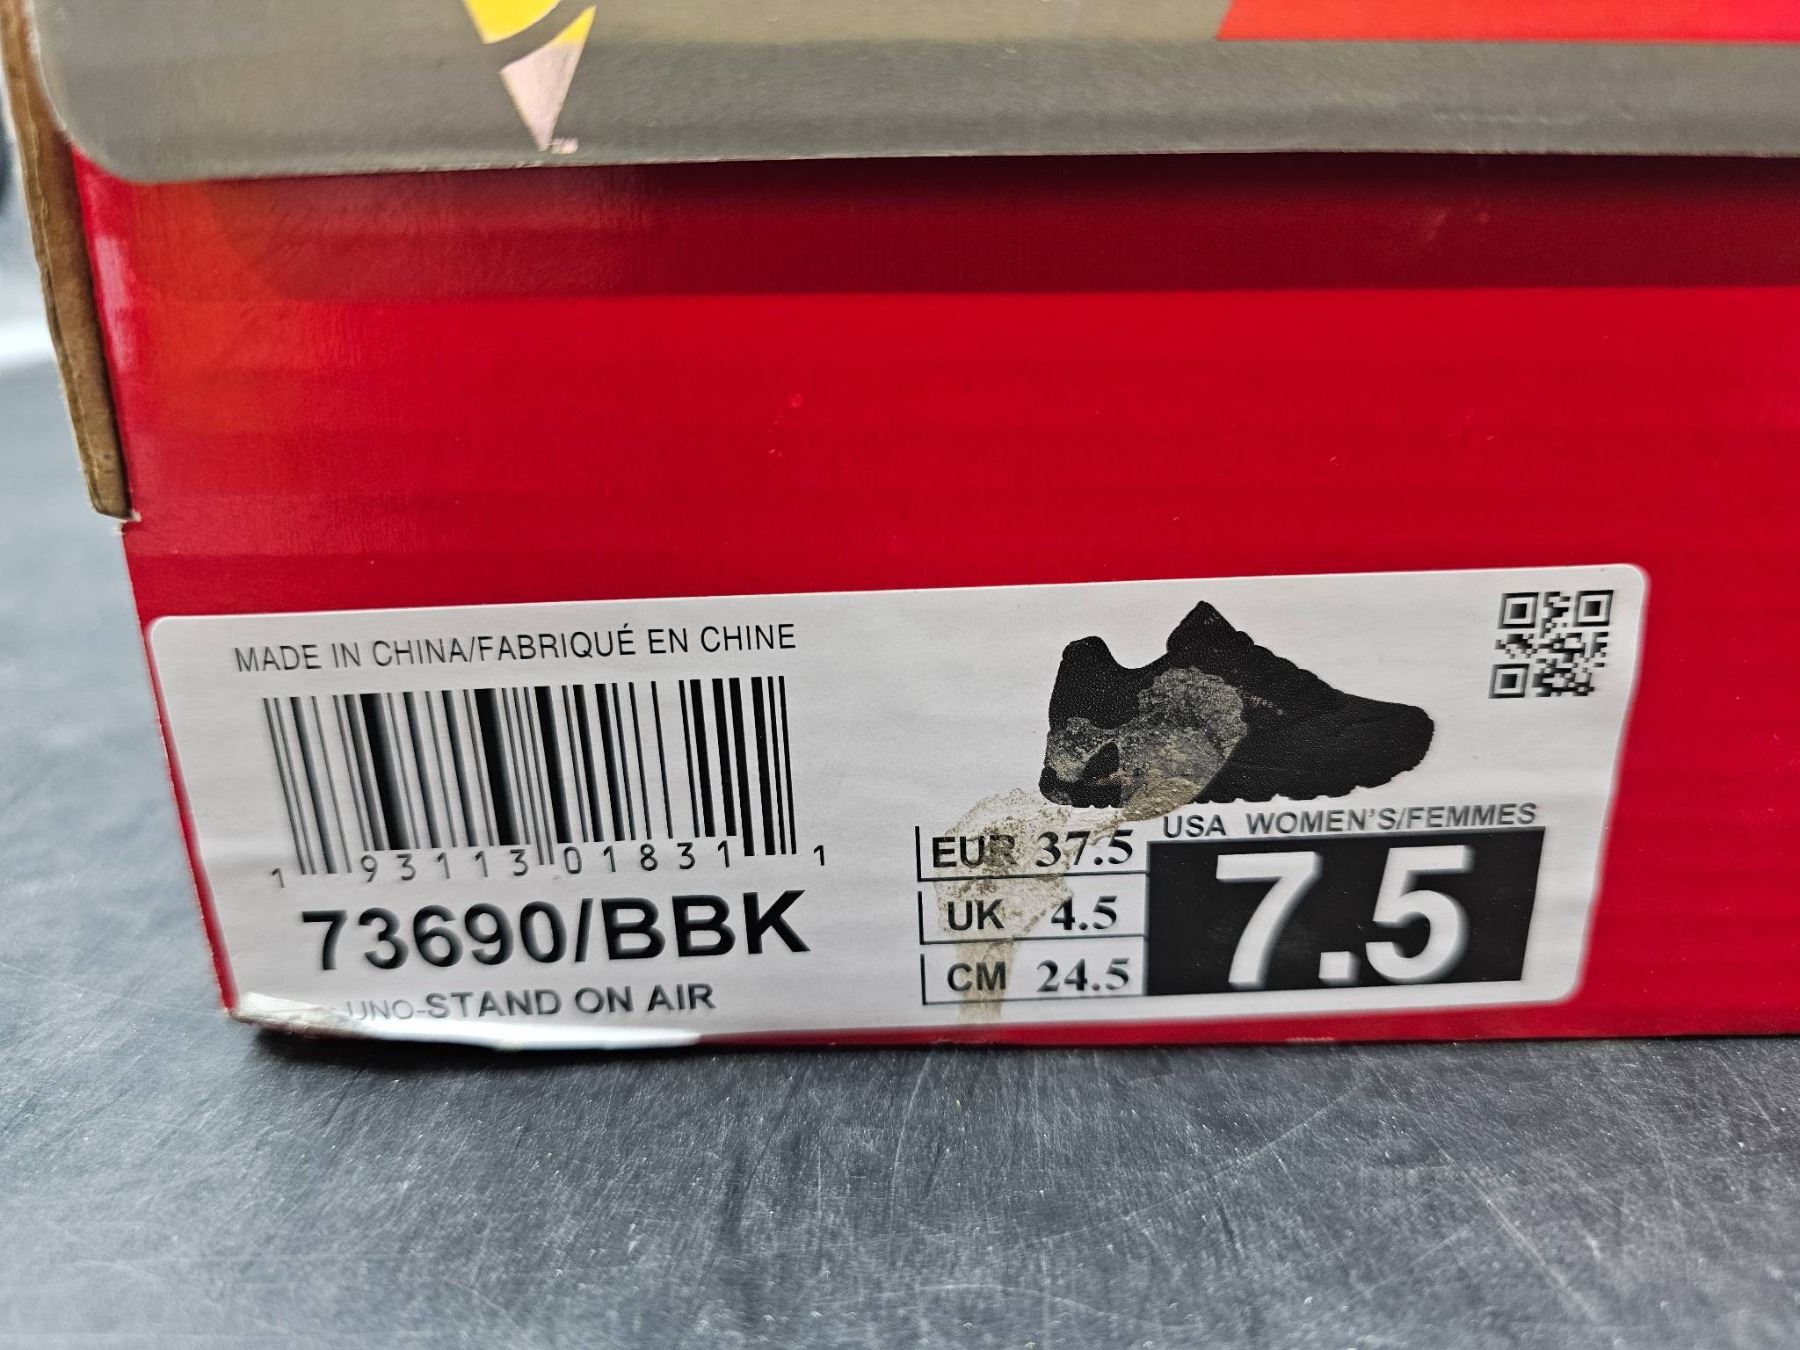 MADE IN CHINA/FABRIQUÉ EN CHINE
1 93113 01831 1
73690/BBK
UNO-STAND ON AIR
EUR 37.5
UK 4.5
CM 24.5
USA WOMEN'S/FEMMES
7.5